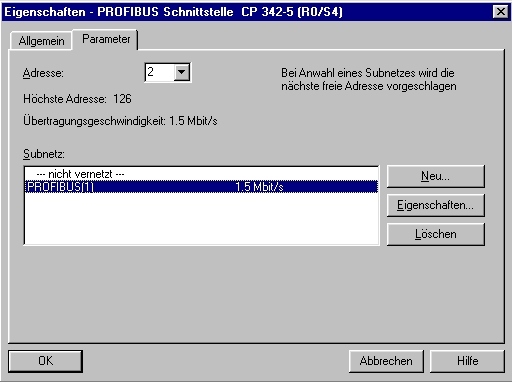 Eigenschaften - PROFIBUS Schnittstelle CP 342-5 (R0/S4)
Allgemein Parameter
Adresse: 2
Bei Anwahl eines Subnetzes wird die
nächste freie Adresse vorgeschlagen
Höchste Adresse: 126
Übertragungsgeschwindigkeit: 1.5 Mbit/s
Subnetz:
--- nicht vernetzt ---
PROFIBUS(1) 1.5 Mbit/s
Neu...
Eigenschaften...
Löschen
OK Abbrechen Hilfe